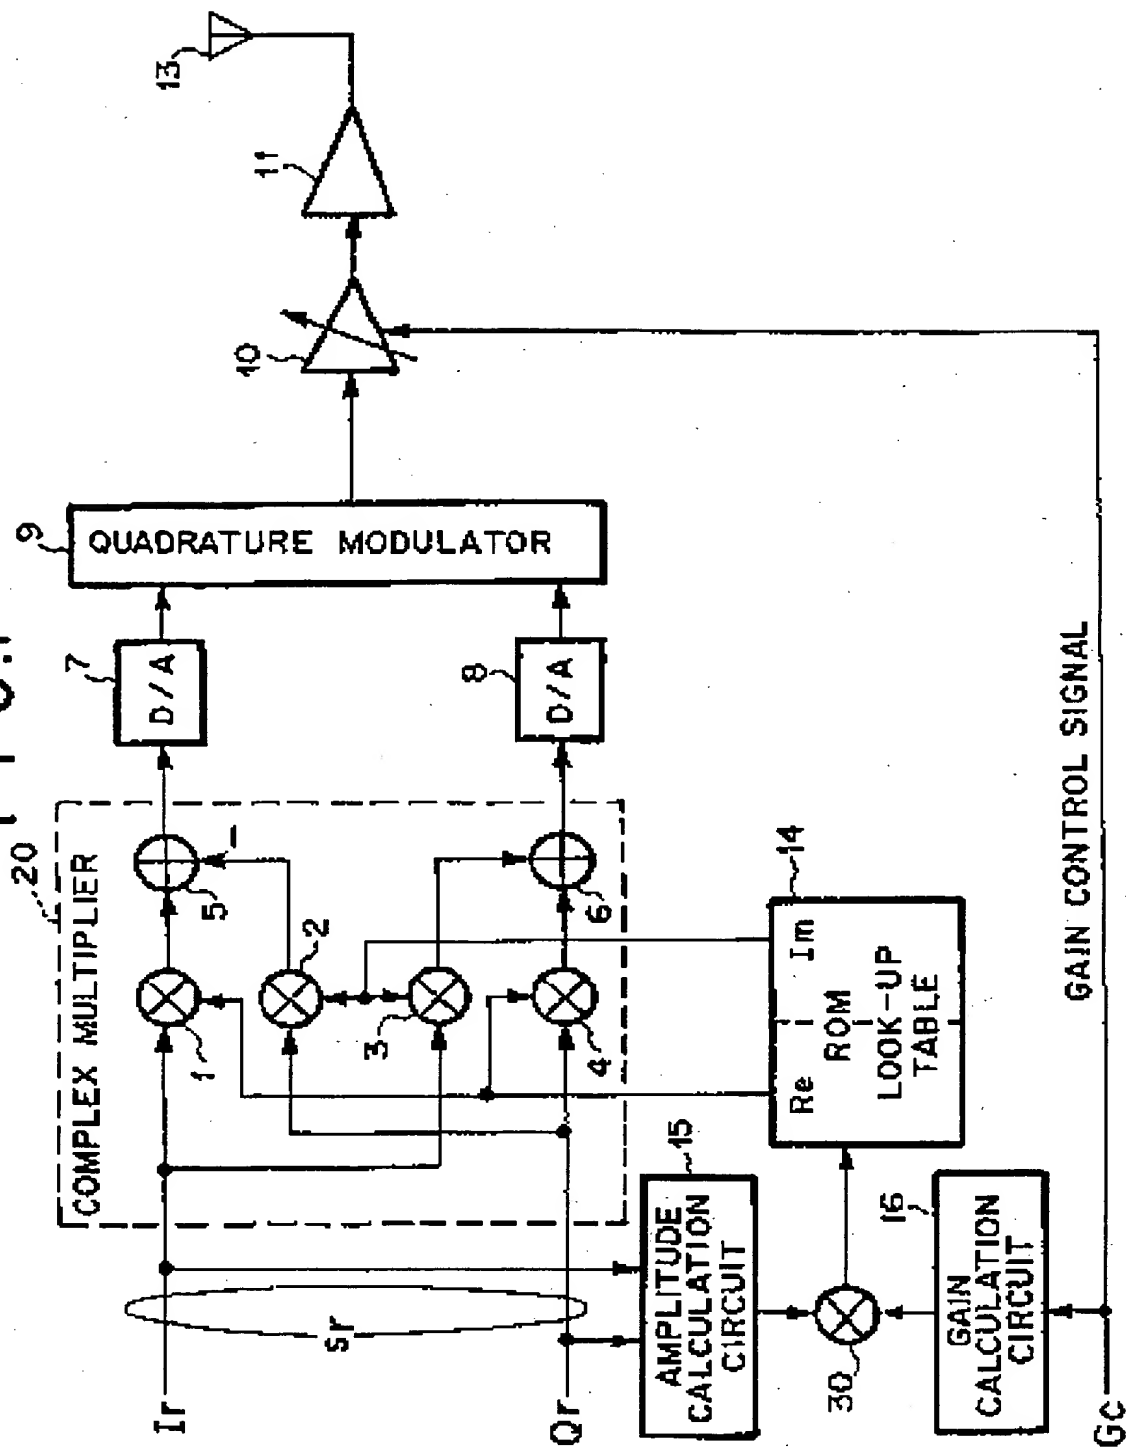 20
COMPLEX MULTIPLIER
Ir
Qr
Sr
1
2
3
4
5
6
7
D/A
8
D/A
9
QUADRATURE MODULATOR
10
11
13
15
AMPLITUDE
CALCULATION
CIRCUIT
30
16
GAIN
CALCULATION
CIRCUIT
14
Re
Im
ROM
LOOK-UP
TABLE
Gc
GAIN CONTROL SIGNAL